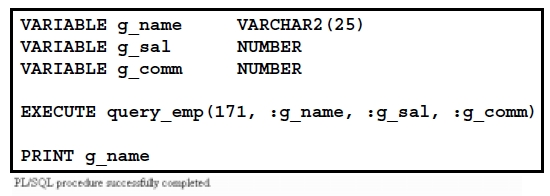 VARIABLE g_name VARCHAR2(25)
VARIABLE g_sal NUMBER
VARIABLE g_comm NUMBER
EXECUTE query_emp(171, :g_name, :g_sal, :g_comm)
PRINT g_name
PL/SQL procedure successfully completed